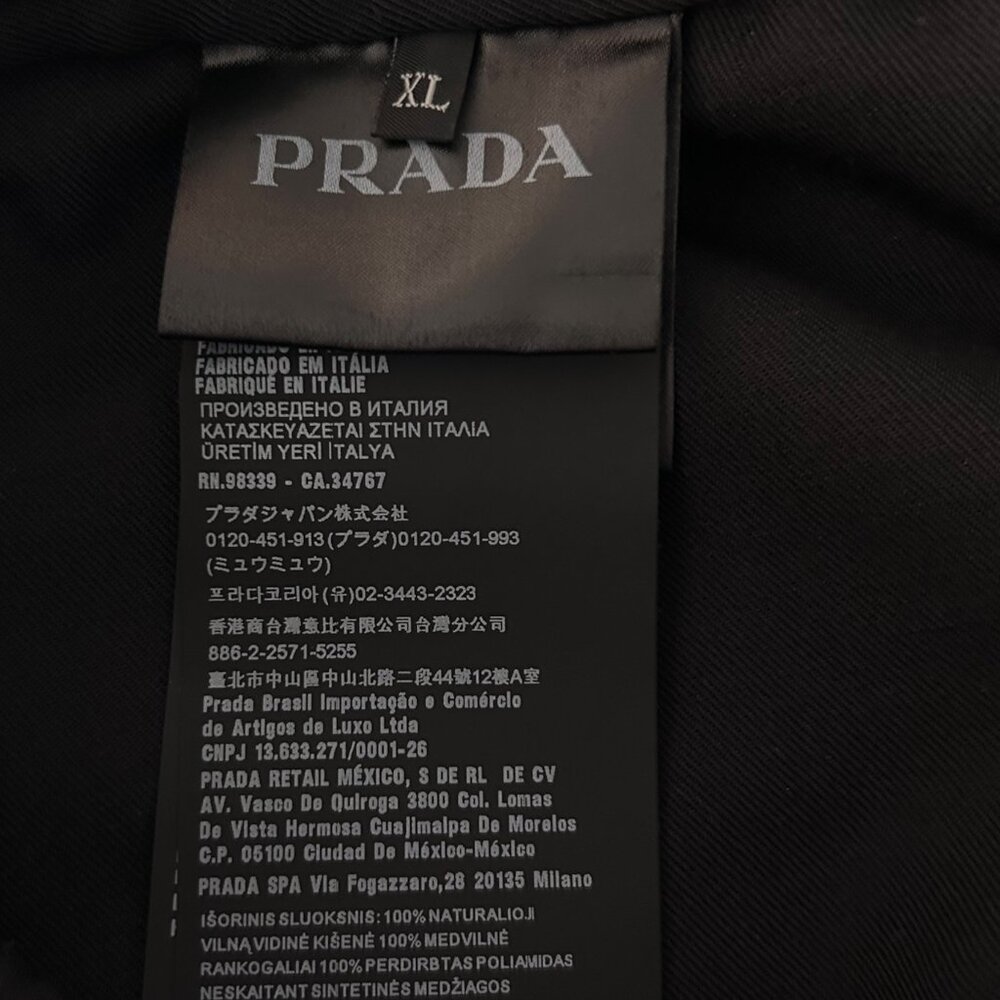 XL
PRADA
FABRICADO EM ITÁLIA
FABRIQUÉ EN ITALIE
ПРОИЗВЕДЕНО В ИТАЛИЯ
ΚΑΤΑΣΚΕΥΑΖΕΤΑΙ ΣΤΗΝ ΙΤΑΛΙΑ
ÜRETİM YERİ İTALYA
RN.98339 - CA.34767
プラダジャパン株式会社
0120-451-913(プラダ)0120-451-993
(ミュウミュウ)
프라다코리아(유)02-3443-2323
香港商台灣意比有限公司台灣分公司
886-2-2571-5255
臺北市中山區中山北路二段44號12樓A室
Prada Brasil Importação e Comércio
de Artigos de Luxo Ltda
CNPJ 13.633.271/0001-26
PRADA RETAIL MÉXICO, S DE RL DE CV
AV. Vasco De Quiroga 3800 Col. Lomas
De Vista Hermosa Cuajimalpa De Morelos
C.P. 05100 Ciudad De México-México
PRADA SPA Via Fogazzaro,28 20135 Milano
IŠORINIS SLUOKSNIS: 100% NATURALIOJI
VILNĄ VIDINĖ KIŠENĖ 100% MEDVILNĖ
RANKOGALIAI 100% PERDIRBTAS POLIAMIDAS
NESKAITANT SINTETINĖS MEDŽIAGOS